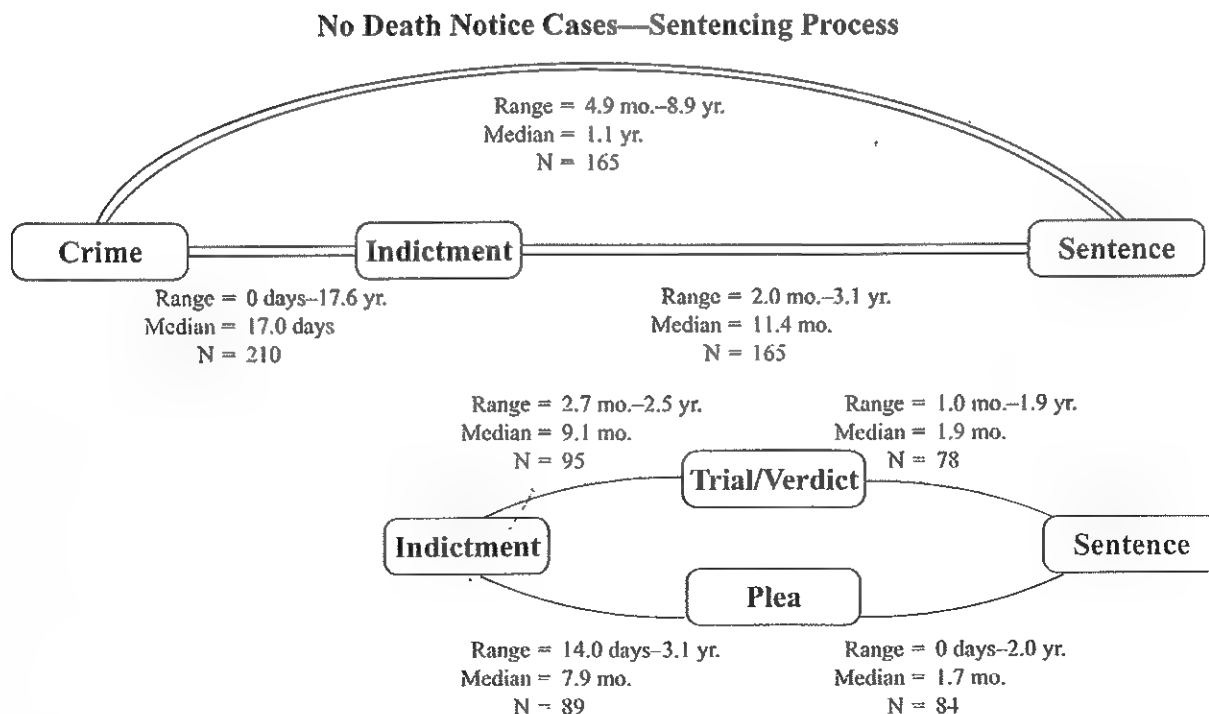 No Death Notice Cases—Sentencing Process
Range = 4.9 mo.–8.9 yr.
Median = 1.1 yr.
N = 165
Crime
Indictment
Sentence
Range = 0 days–17.6 yr.
Median = 17.0 days
N = 210
Range = 2.0 mo.–3.1 yr.
Median = 11.4 mo.
N = 165
Range = 2.7 mo.–2.5 yr.
Median = 9.1 mo.
N = 95
Range = 1.0 mo.–1.9 yr.
Median = 1.9 mo.
N = 78
Trial/Verdict
Indictment
Sentence
Plea
Range = 14.0 days–3.1 yr.
Median = 7.9 mo.
N = 89
Range = 0 days–2.0 yr.
Median = 1.7 mo.
N = 84